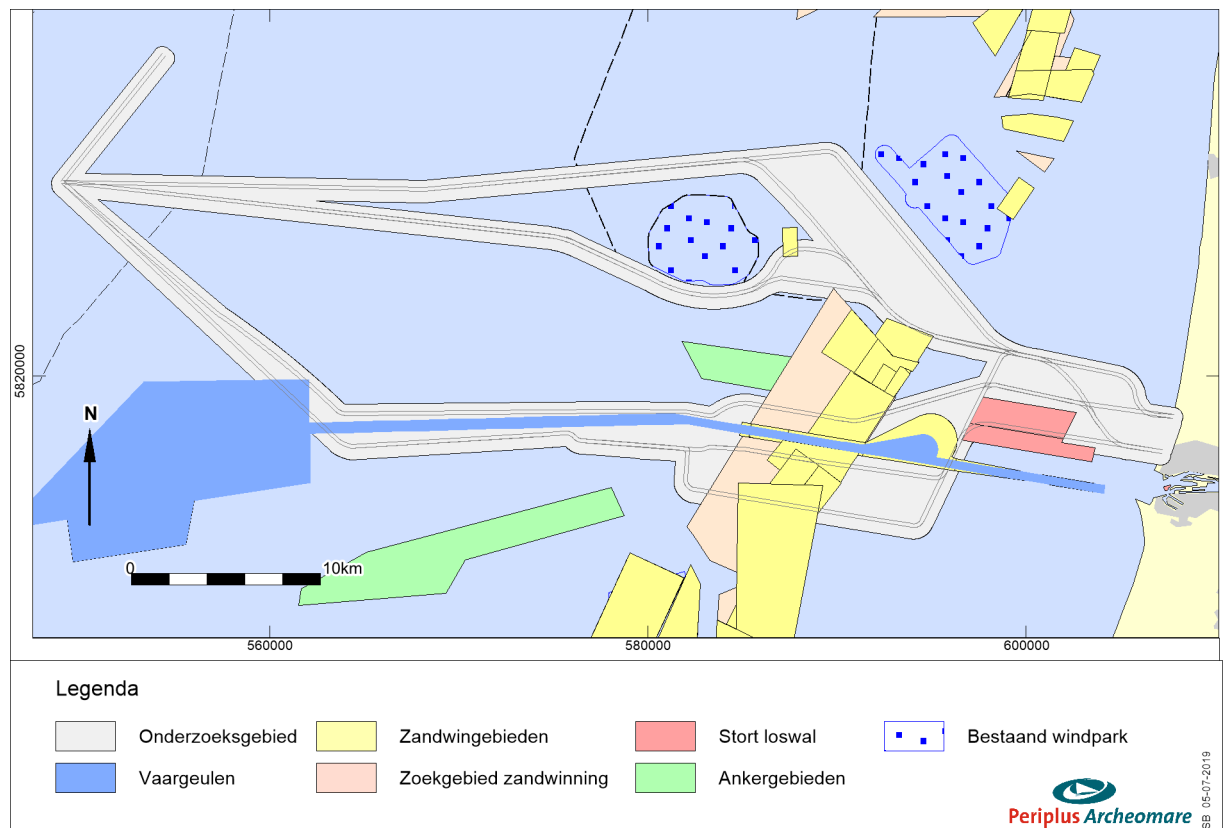 5820000
N
0 10km
560000 580000 600000
Legenda
Onderzoeksgebied Zandwingebieden Stort loswal Bestaand windpark
Vaargeulen Zoekgebied zandwinning Ankergebieden
Periplus Archeomare
SB 05-07-2019